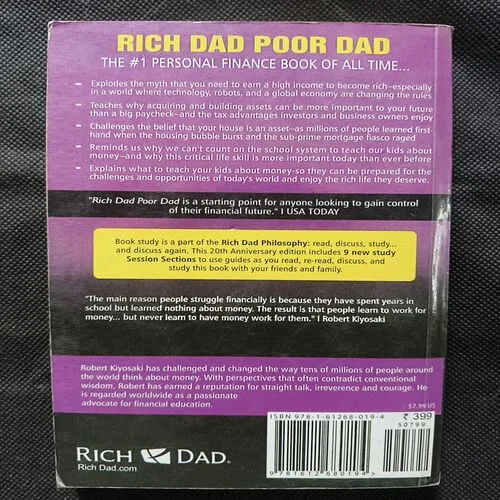 RICH DAD POOR DAD
THE #1 PERSONAL FINANCE BOOK OF ALL TIME...
- Explodes the myth that you need to earn a high income to become rich—especially
in a world where technology, robots, and a global economy are changing the rules
- Teaches why acquiring and building assets can be more important to your future
than a big paycheck—and the tax advantages investors and business owners enjoy
- Challenges the belief that your house is an asset—as millions of people learned first-
hand when the housing bubble burst and the sub-prime mortgage fiasco raged
- Reminds us why we can't count on the school system to teach our kids about
money—and why this critical life skill is more important today than ever before
- Explains what to teach your kids about money-so they can be prepared for the
challenges and opportunities of today's world and enjoy the rich life they deserve.
"Rich Dad Poor Dad is a starting point for anyone looking to gain control
of their financial future." I USA TODAY
Book study is a part of the Rich Dad Philosophy: read, discuss, study...
and discuss again. This 20th Anniversary edition includes 9 new study
Session Sections to use guides as you read, re-read, discuss, and
study this book with your friends and family.
"The main reason people struggle financially is because they have spent years in
school but learned nothing about money. The result is that people learn to work for
money... but never learn to have money work for them." l Robert Kiyosaki
Robert Kiyosaki has challenged and changed the way tens of millions of people around
the world think about money. With perspectives that often contradict conventional
wisdom, Robert has earned a reputation for straight talk, irreverence and courage. He
is regarded worldwide as a passionate
advocate for financial education.
$7.99 US
ISBN 978-1-61268-019-4
₹ 399
50799
9 781612 680194 >
RICH DAD®
Rich Dad.com